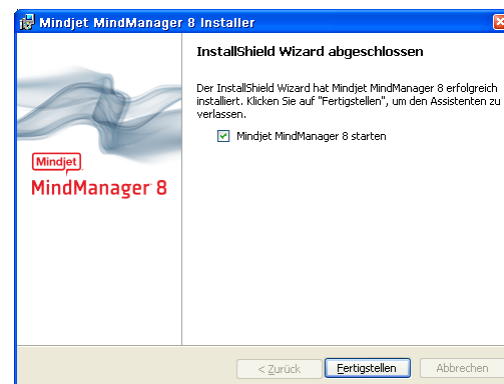 Mindjet MindManager 8 Installer
InstallShield Wizard abgeschlossen
Der InstallShield Wizard hat Mindjet MindManager 8 erfolgreich
installiert. Klicken Sie auf "Fertigstellen", um den Assistenten zu
verlassen.
Mindjet MindManager 8 starten
Mindjet
MindManager 8
< Zurück
Fertigstellen
Abbrechen